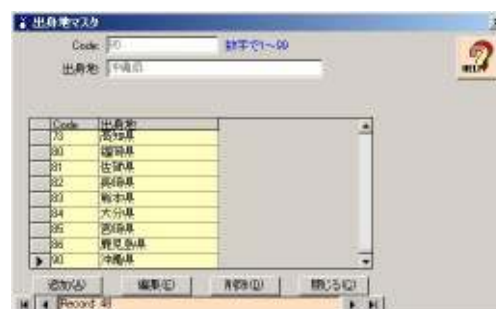 出身地マスタ
Code: 90 数字で1～99
出身地: 沖縄県
HELP
Code 出身地
79 高知県
80 福岡県
81 佐賀県
82 長崎県
83 熊本県
84 大分県
85 宮崎県
86 鹿児島県
90 沖縄県
追加(A) 編集(E) 削除(D) 閉じる(Q)
Record: 48